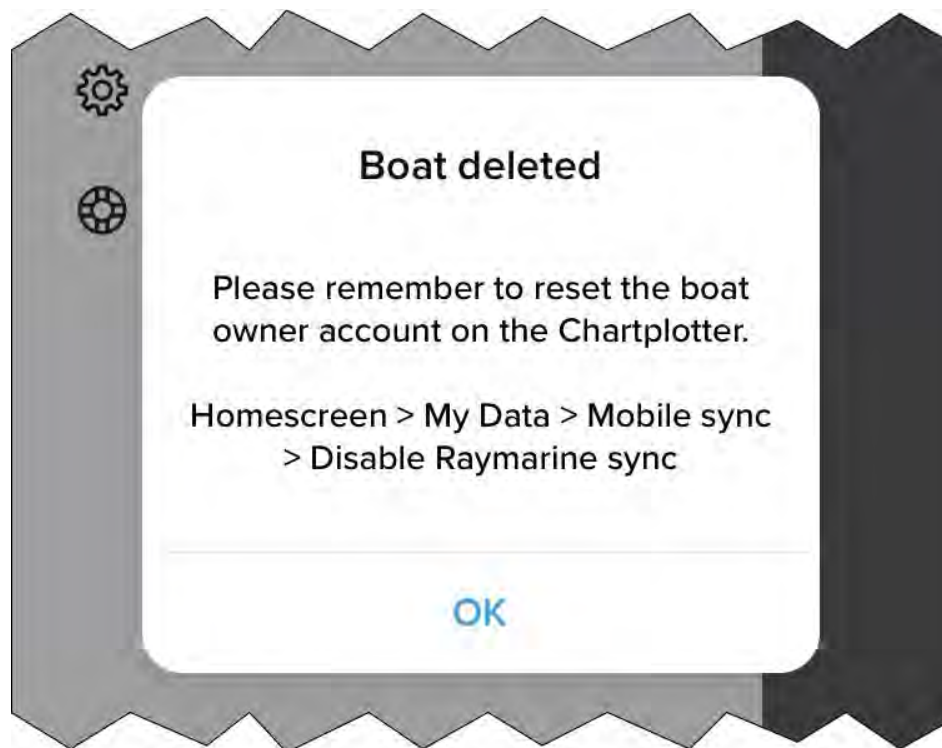 Boat deleted
Please remember to reset the boat
owner account on the Chartplotter.
Homescreen > My Data > Mobile sync
> Disable Raymarine sync
OK